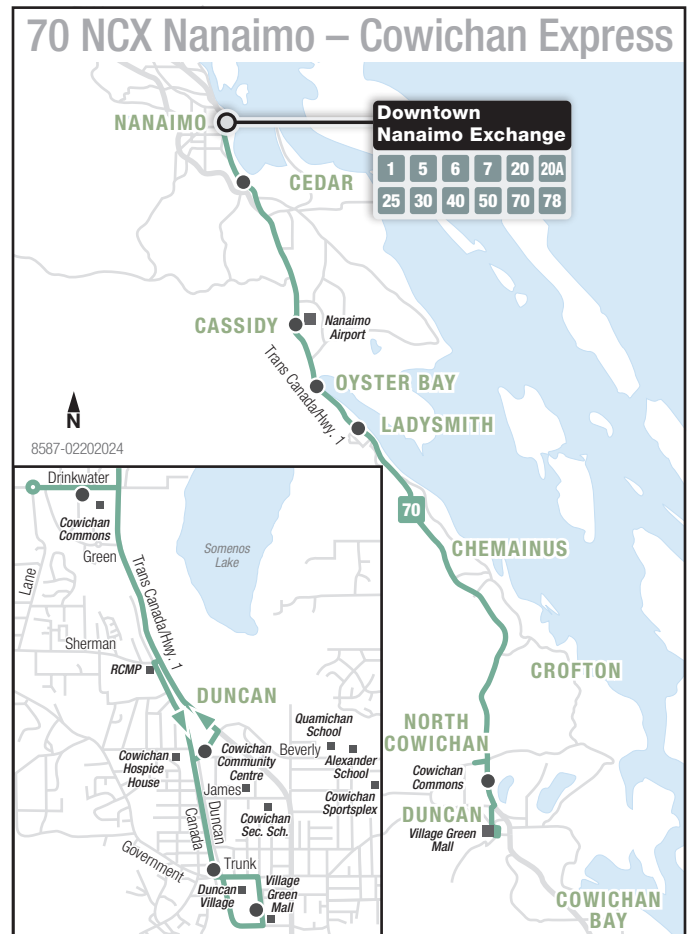 70 NCX Nanaimo – Cowichan Express
NANAIMO
Downtown
Nanaimo Exchange
1 5 6 7 20 20A
25 30 40 50 70 78
CEDAR
CASSIDY
Nanaimo
Airport
Trans Canada/Hwy. 1
OYSTER BAY
LADYSMITH
N
8587-02202024
70
CHEMAINUS
CROFTON
NORTH
COWICHAN
Cowichan
Commons
DUNCAN
Village Green
Mall
COWICHAN
BAY
Drinkwater
Cowichan
Commons
Green
Lane
Trans Canada/Hwy. 1
Somenos
Lake
Sherman
RCMP
DUNCAN
Quamichan
School
Beverly
Alexander
School
Cowichan
Sportsplex
Cowichan
Hospice
House
Cowichan
Community
Centre
James
Cowichan
Sec. Sch.
Duncan
Canada
Government
Trunk
Duncan
Village
Village
Green
Mall